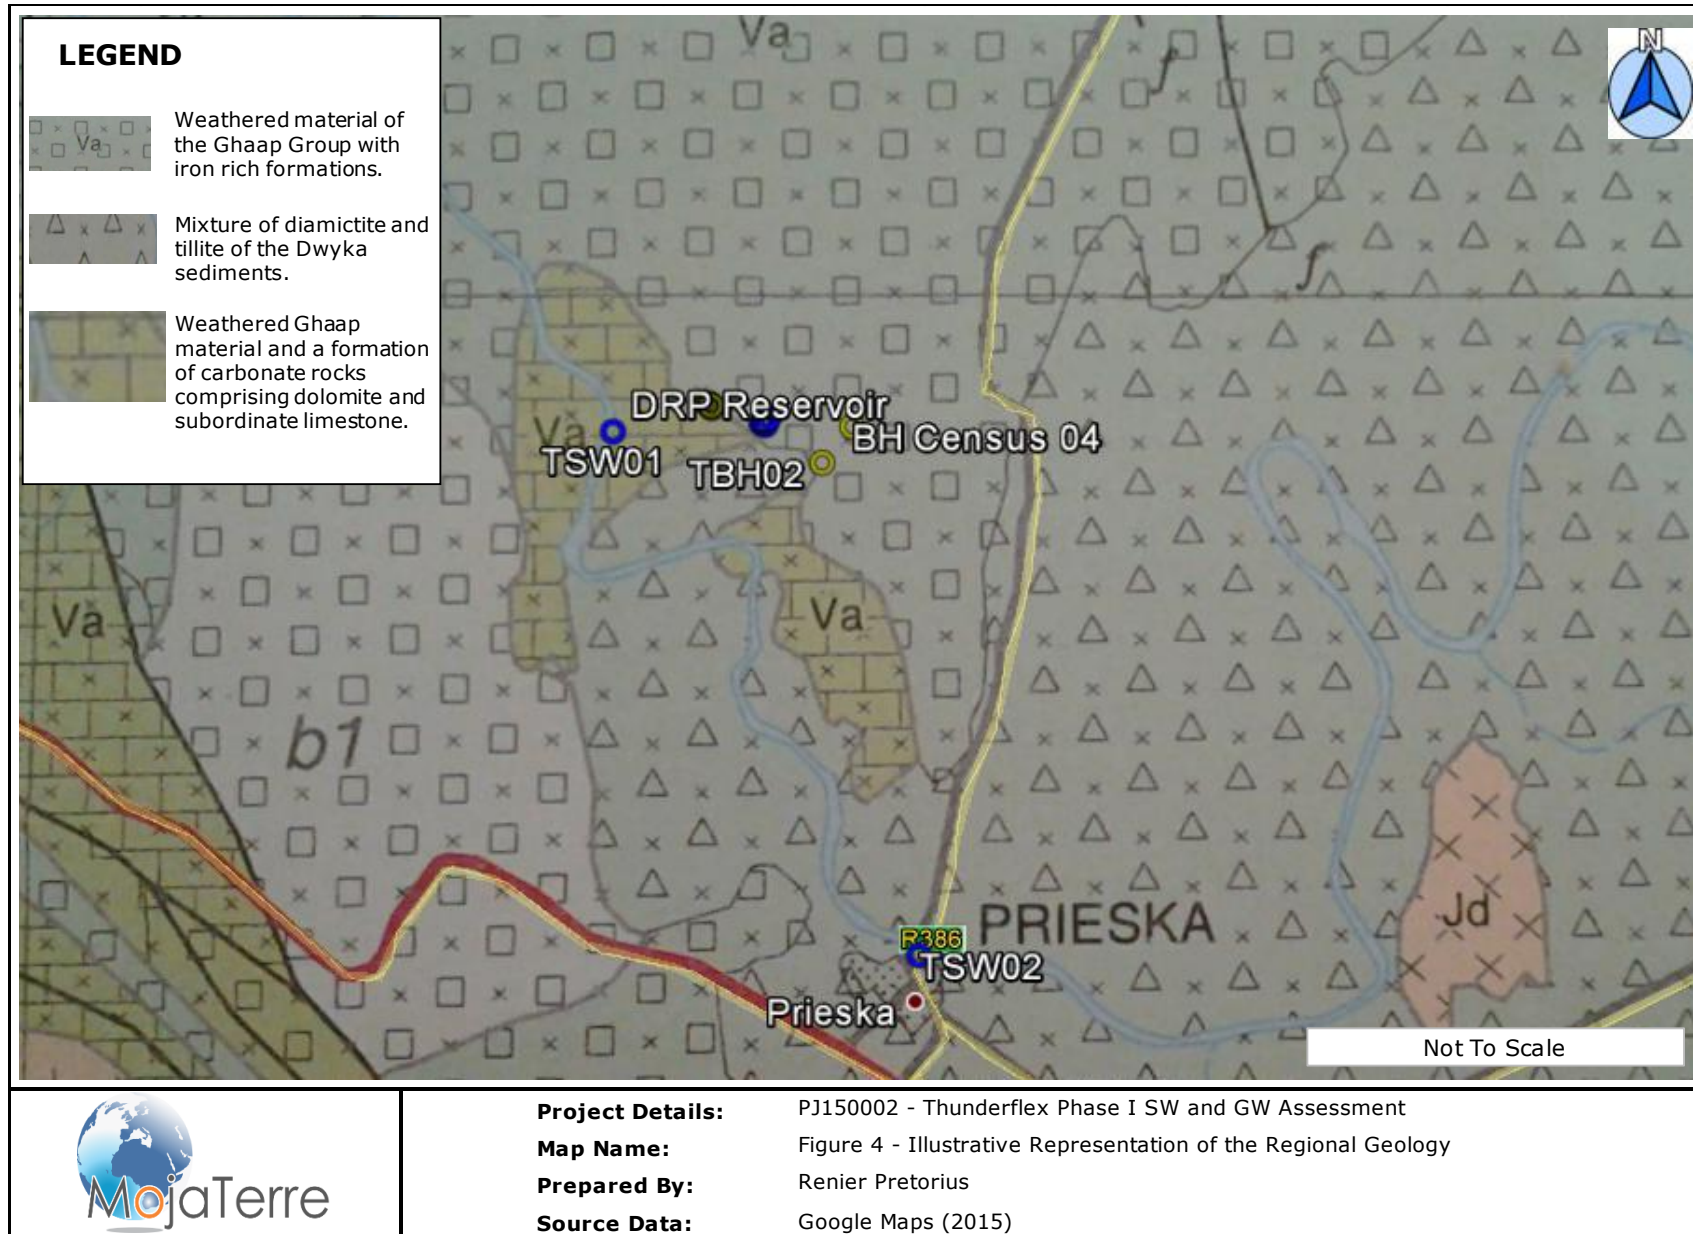 LEGEND
Va
Weathered material of
the Ghaap Group with
iron rich formations.
Mixture of diamictite and
tillite of the Dwyka
sediments.
Weathered Ghaap
material and a formation
of carbonate rocks
comprising dolomite and
subordinate limestone.
Va
f
N
f
DRP Reservoir
Va
BH Census 04
TSW01
TBH02
Va
Va
b1
Jd
R386
PRIESKA
TSW02
Prieska
Not To Scale
MojaTerre
Project Details: PJ150002 - Thunderflex Phase I SW and GW Assessment
Map Name: Figure 4 - Illustrative Representation of the Regional Geology
Prepared By: Renier Pretorius
Source Data: Google Maps (2015)